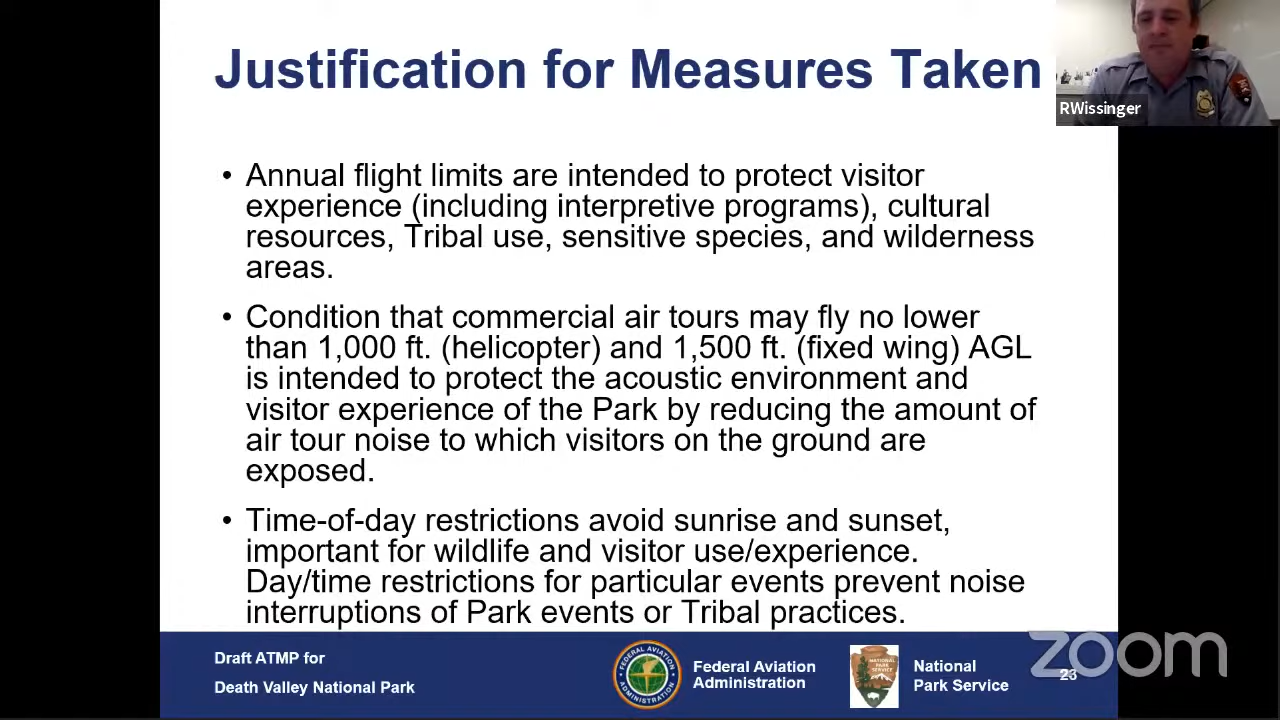 Justification for Measures Taken
RWissinger
• Annual flight limits are intended to protect visitor
experience (including interpretive programs), cultural
resources, Tribal use, sensitive species, and wilderness
areas.
• Condition that commercial air tours may fly no lower
than 1,000 ft. (helicopter) and 1,500 ft. (fixed wing) AGL
is intended to protect the acoustic environment and
visitor experience of the Park by reducing the amount of
air tour noise to which visitors on the ground are
exposed.
• Time-of-day restrictions avoid sunrise and sunset,
important for wildlife and visitor use/experience.
Day/time restrictions for particular events prevent noise
interruptions of Park events or Tribal practices.
Draft ATMP for
Death Valley National Park
FEDERAL AVIATION
ADMINISTRATION
Federal Aviation
Administration
NATIONAL
PARK
SERVICE
National
Park Service
23
zoom